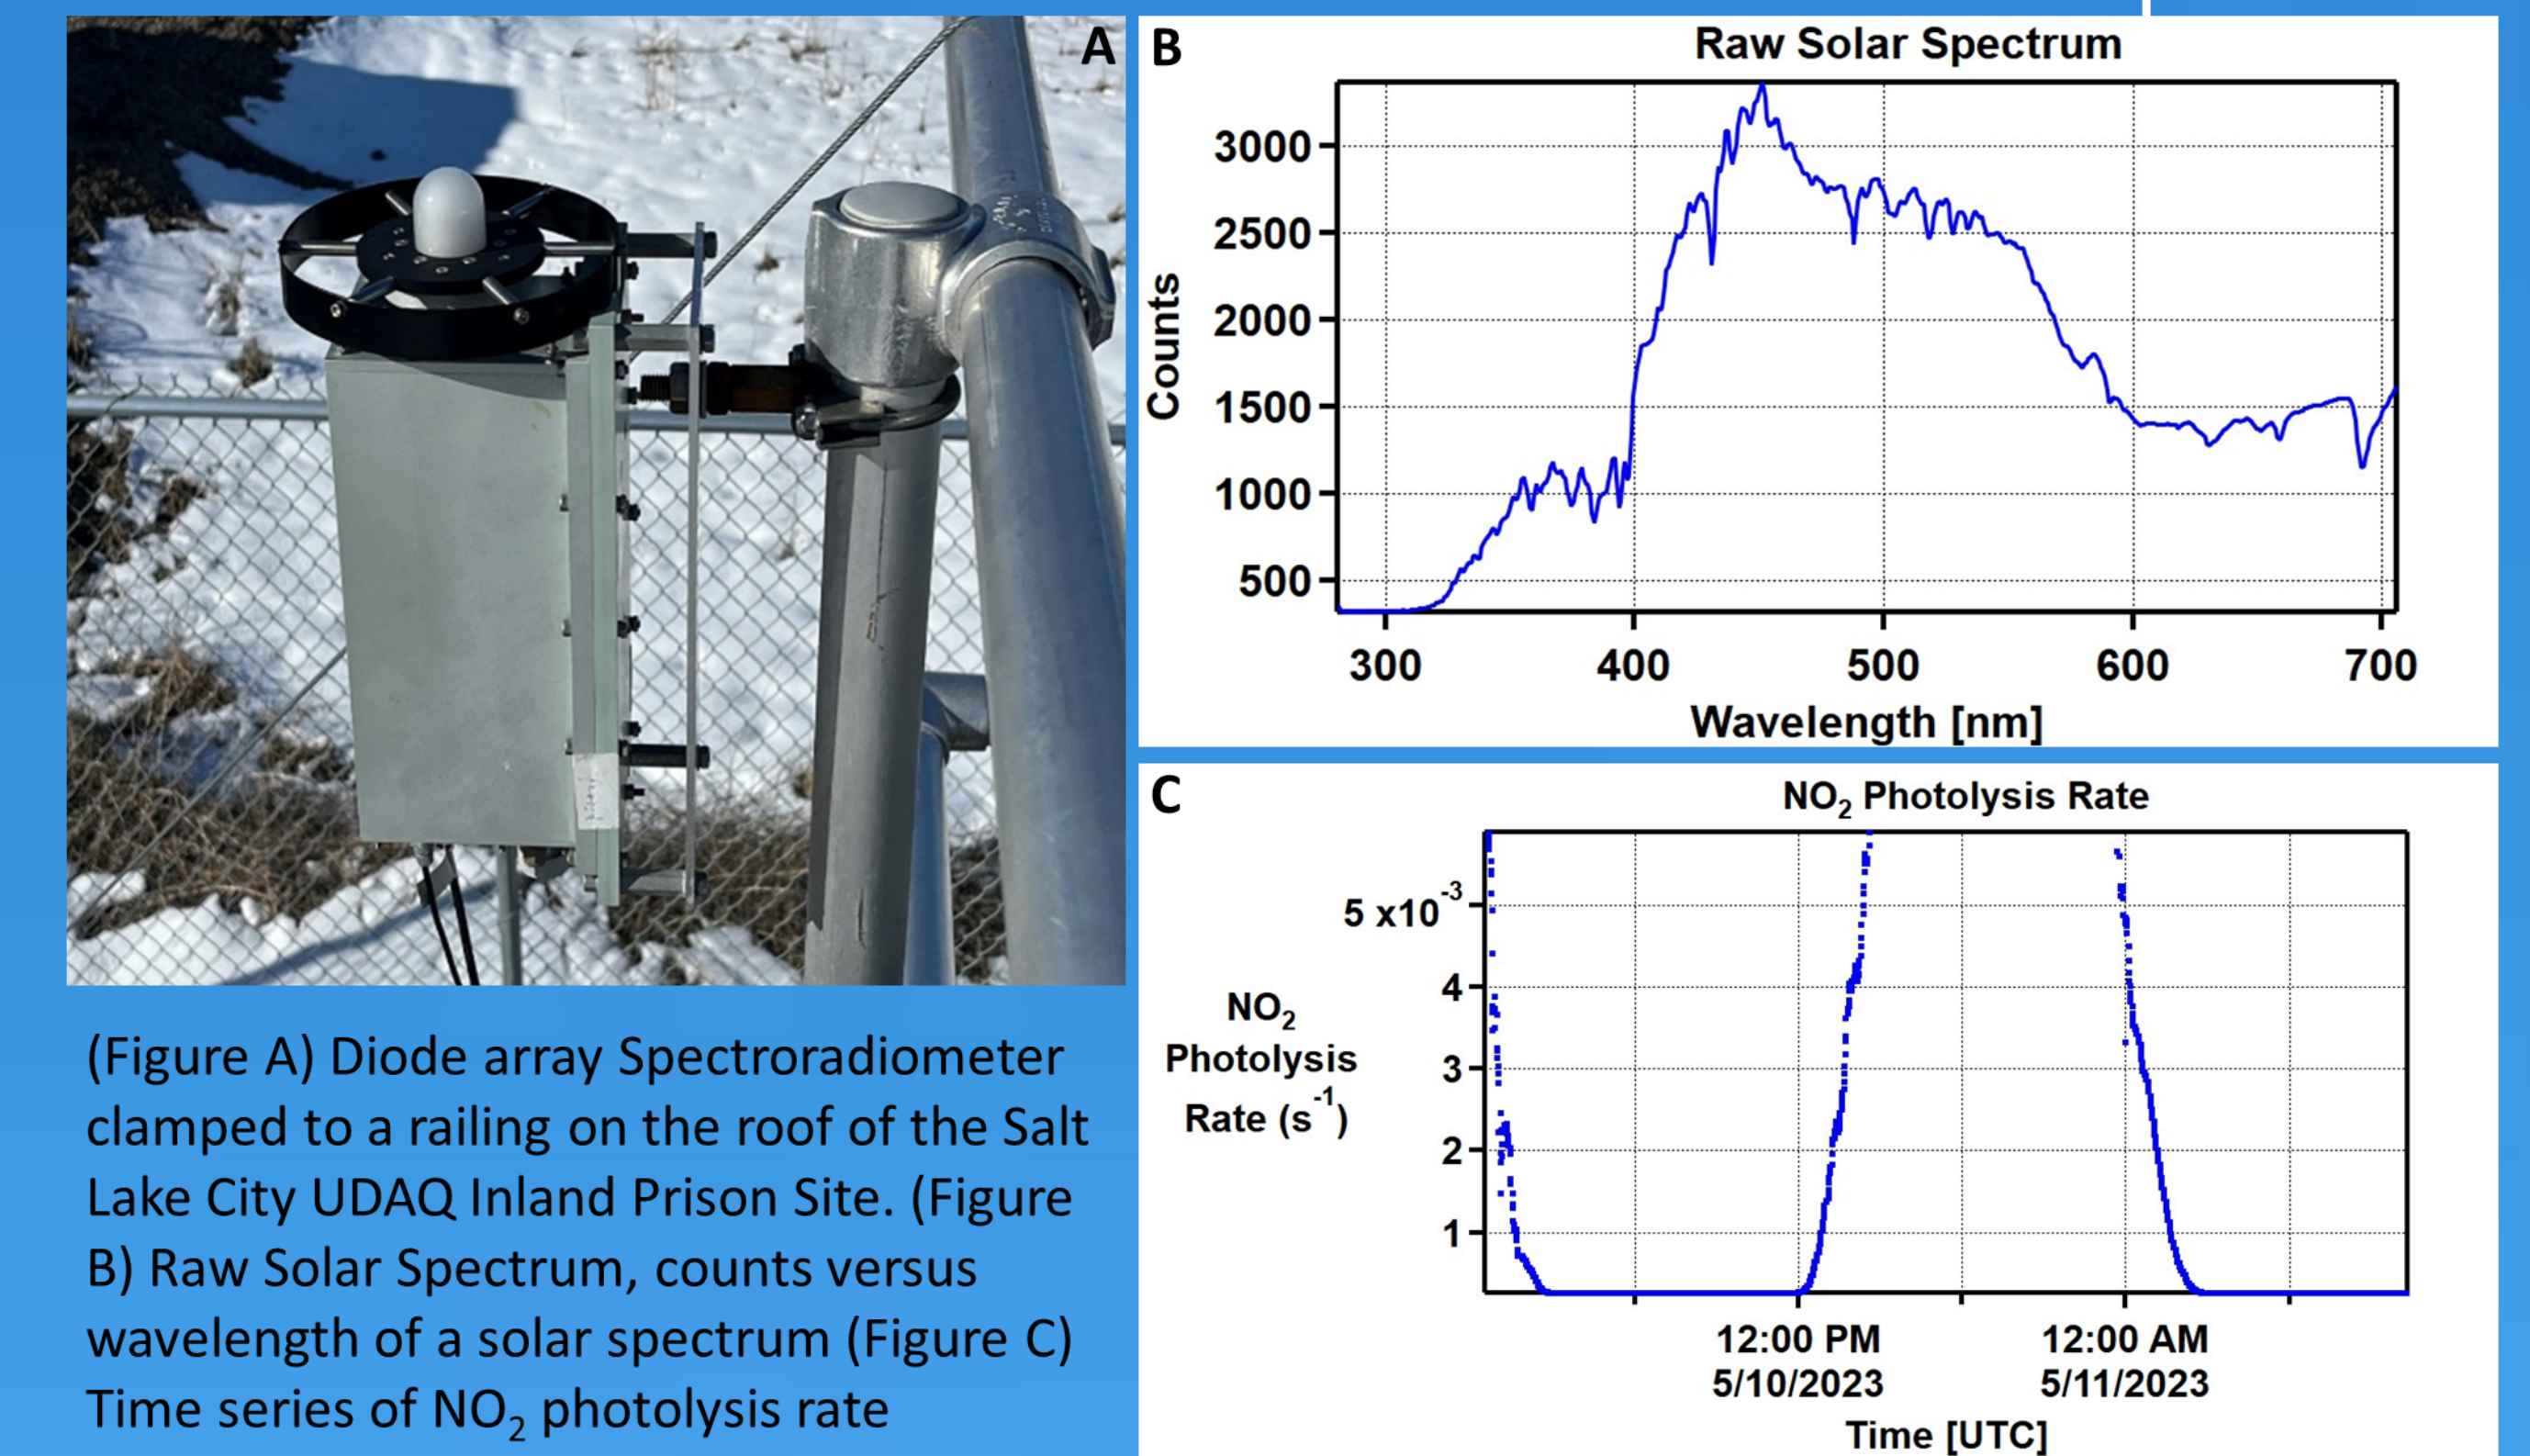 A
B
Raw Solar Spectrum
3000
2500
2000
1500
1000
500
Counts
300 400 500 600 700
Wavelength [nm]
C
NO₂ Photolysis Rate
5 x10⁻³
4
3
2
1
NO₂
Photolysis
Rate (s⁻¹)
12:00 PM 12:00 AM
5/10/2023 5/11/2023
Time [UTC]
(Figure A) Diode array Spectroradiometer
clamped to a railing on the roof of the Salt
Lake City UDAQ Inland Prison Site. (Figure
B) Raw Solar Spectrum, counts versus
wavelength of a solar spectrum (Figure C)
Time series of NO₂ photolysis rate